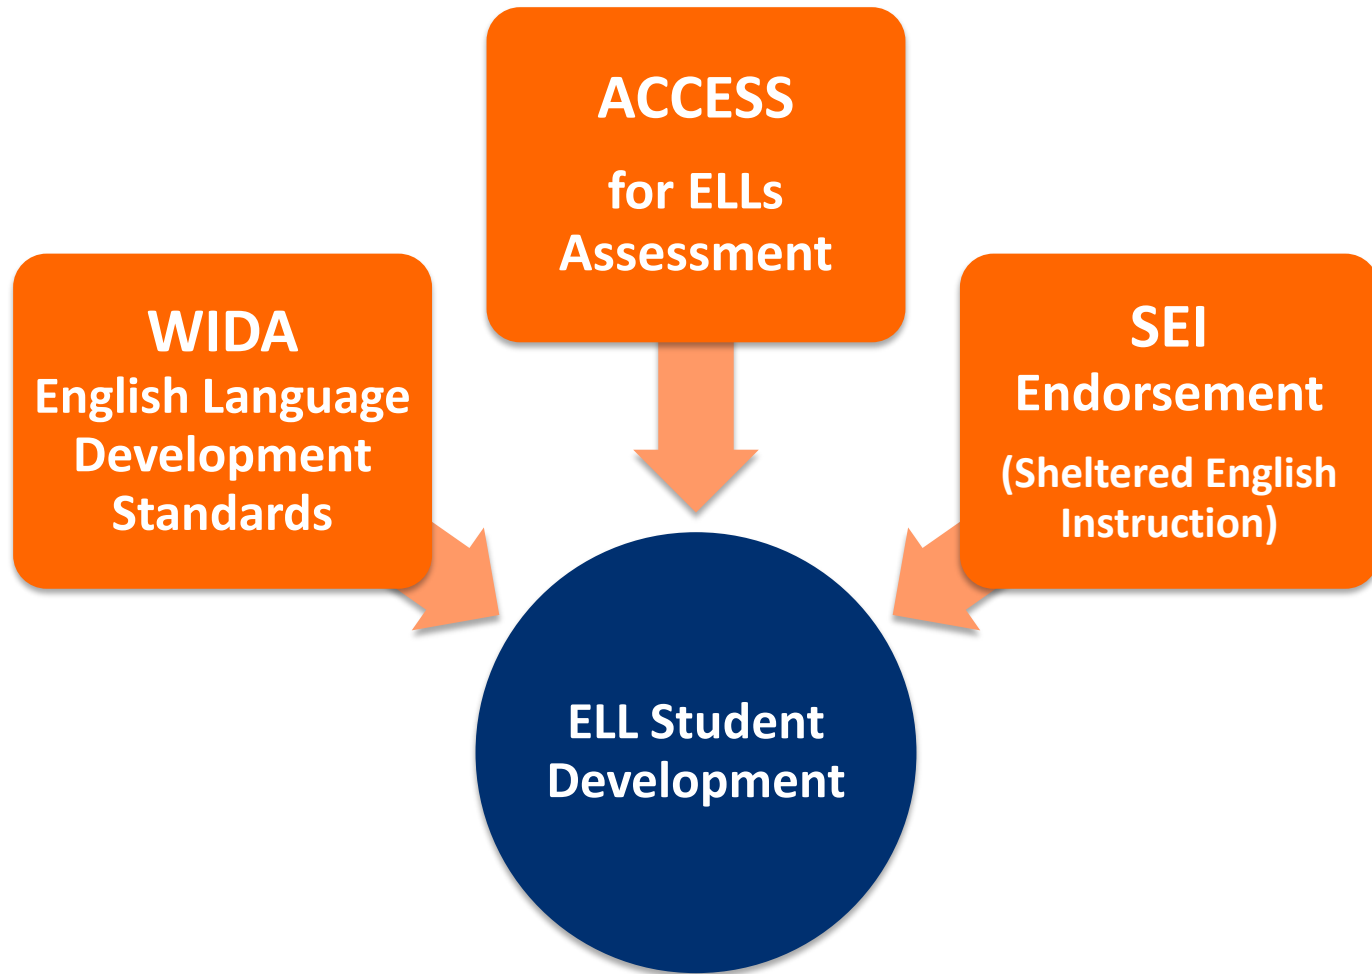 ACCESS
for ELLs
Assessment
WIDA
English Language
Development
Standards
SEI
Endorsement
(Sheltered English
Instruction)
ELL Student
Development